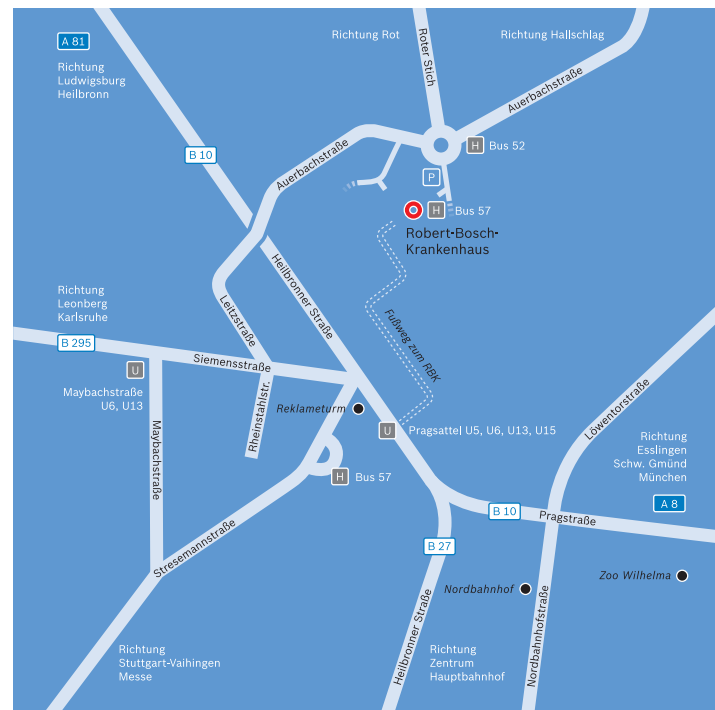 A 81
Richtung
Ludwigsburg
Heilbronn
Richtung Rot
Roter Stich
Richtung Hallschlag
Auerbachstraße
B 10
Auerbachstraße
H Bus 52
P
H Bus 57
Robert-Bosch-
Krankenhaus
Heilbronner Straße
Leitzstraße
Fußweg zum RBK
Richtung
Leonberg
Karlsruhe
B 295
Siemensstraße
U
Maybachstraße
U6, U13
Maybachstraße
Rheinstahlstr.
Reklameturm
U Pragsattel U5, U6, U13, U15
Löwentorstraße
Richtung
Esslingen
Schw. Gmünd
München
A 8
H Bus 57
Stresemannstraße
B 10
Pragstraße
B 27
Heilbronner Straße
Nordbahnhof
Nordbahnhofstraße
Zoo Wilhelma
Richtung
Stuttgart-Vaihingen
Messe
Richtung
Zentrum
Hauptbahnhof